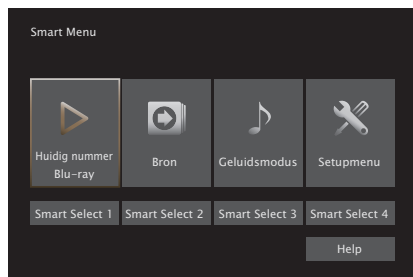 Smart Menu
Huidig nummer
Blu-ray
Bron
Geluidsmodus
Setupmenu
Smart Select 1
Smart Select 2
Smart Select 3
Smart Select 4
Help